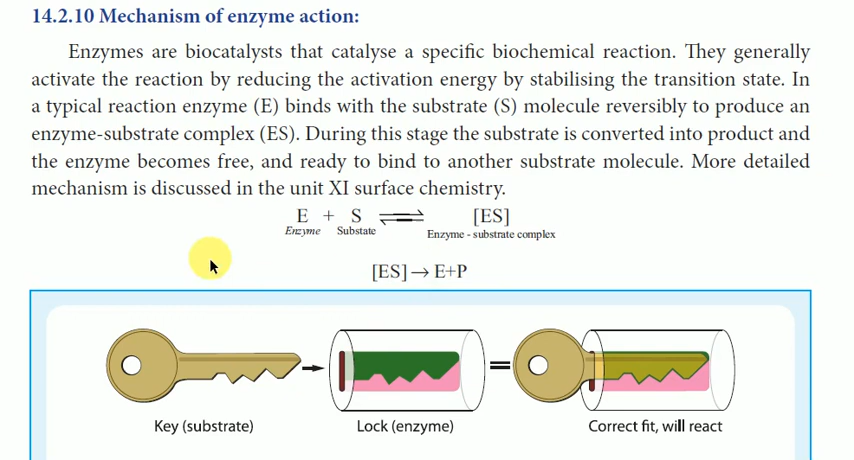 14.2.10 Mechanism of enzyme action:
Enzymes are biocatalysts that catalyse a specific biochemical reaction. They generally
activate the reaction by reducing the activation energy by stabilising the transition state. In
a typical reaction enzyme (E) binds with the substrate (S) molecule reversibly to produce an
enzyme-substrate complex (ES). During this stage the substrate is converted into product and
the enzyme becomes free, and ready to bind to another substrate molecule. More detailed
mechanism is discussed in the unit XI surface chemistry.
E + S ⇌ [ES]
Enzyme Substate Enzyme - substrate complex
[ES] → E+P
Key (substrate) Lock (enzyme) Correct fit, will react